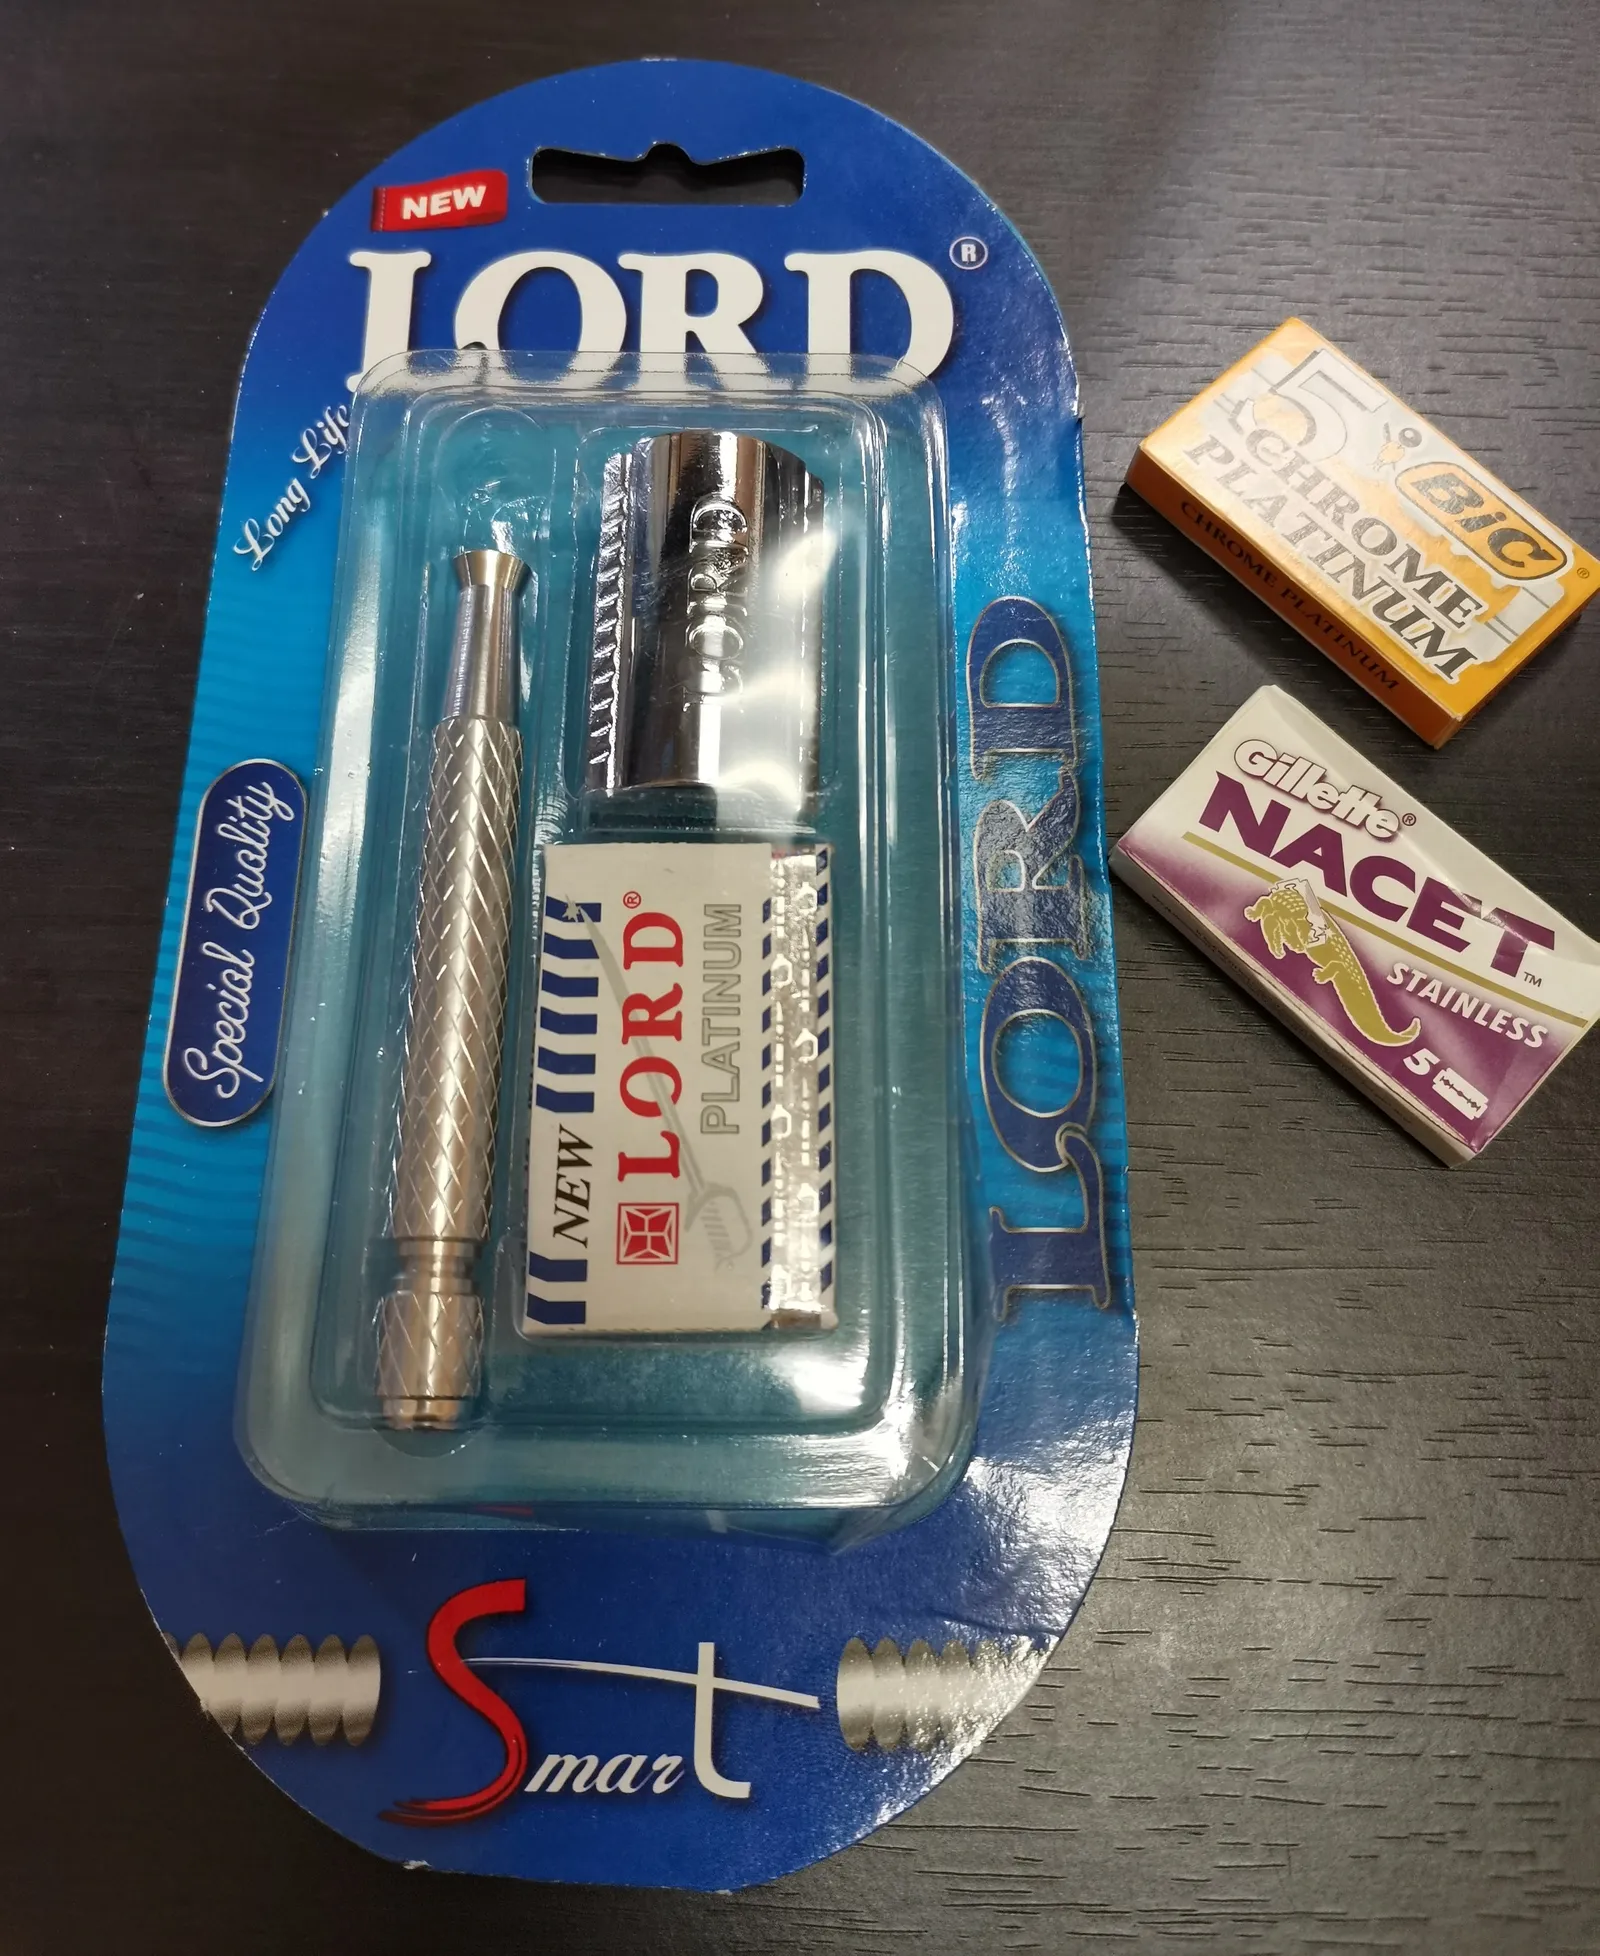 NEW
LORD®
Long Life
Special Quality
LORD
LORD
NEW
LORD®
PLATINUM
Smart
5
BiC®
CHROME
PLATINUM
CHROME PLATINUM
Gillette®
NACET™
STAINLESS
5